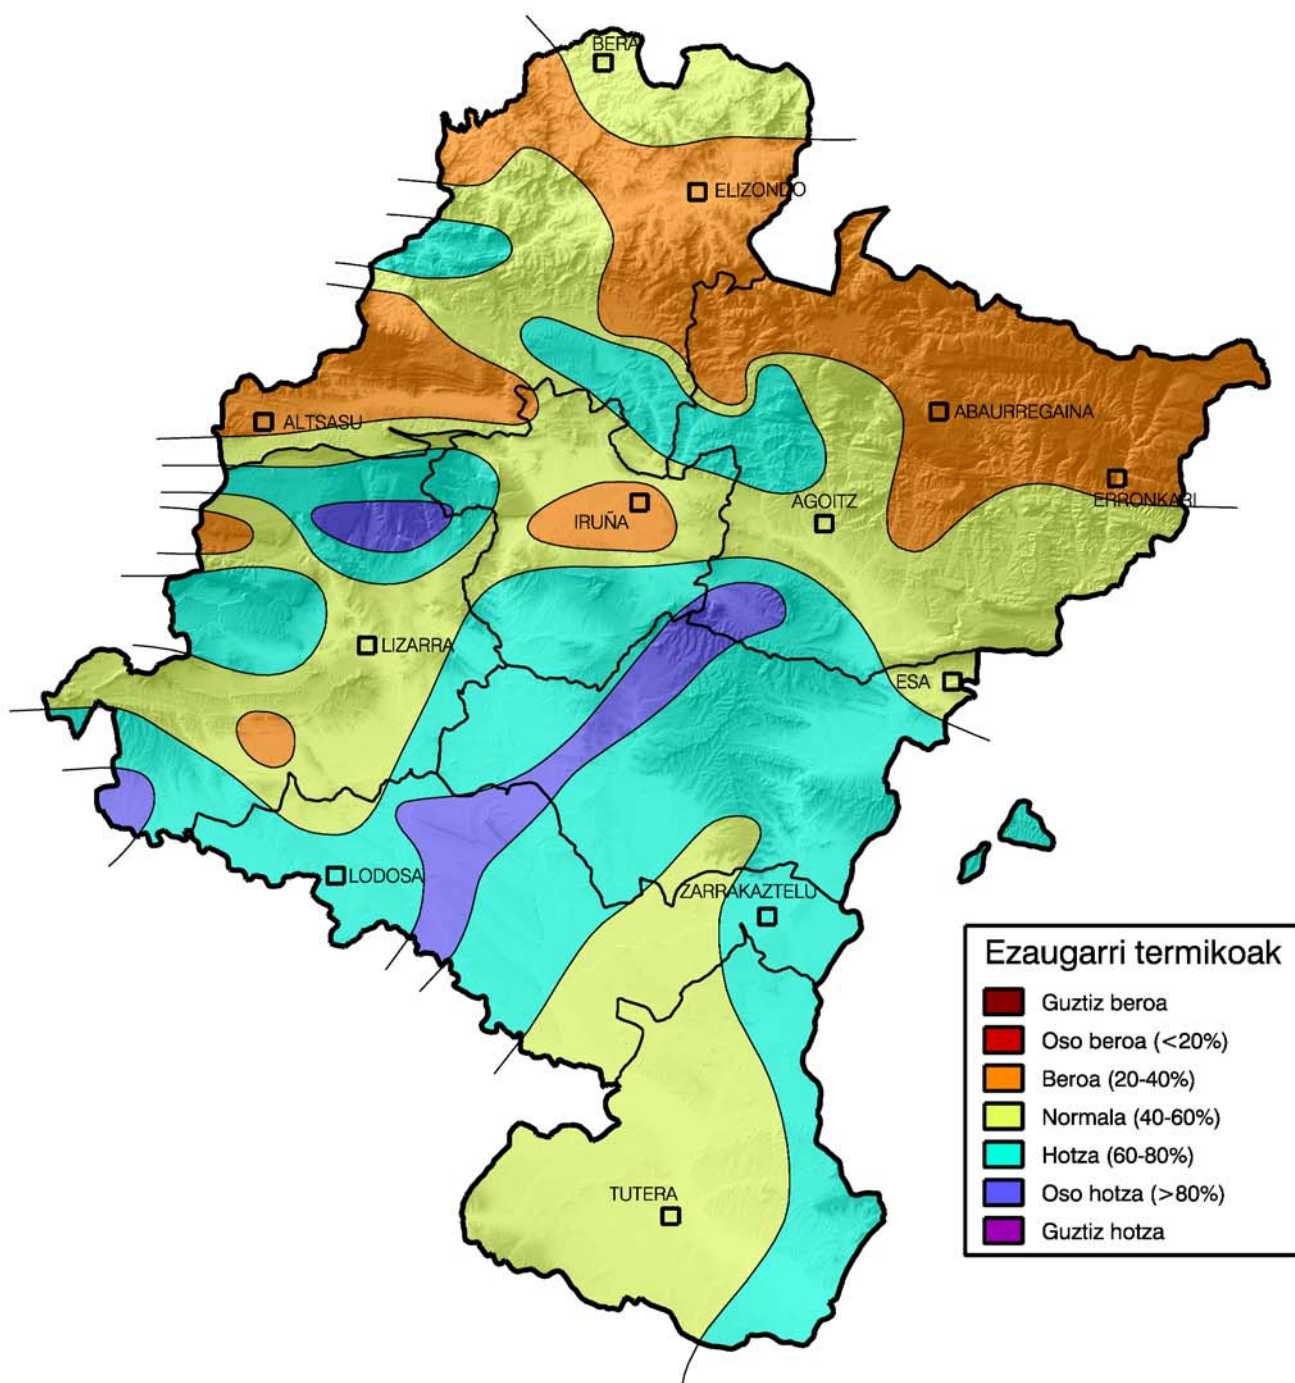 BERA
ELIZONDO
ALTSASU
ABAURREGAINA
ERRONKARI
AGOITZ
IRUÑA
LIZARRA
ESA
LODOSA
ZARRAKAZTELU
TUTERA
Ezaugarri termikoak
Guztiz beroa
Oso beroa (<20%)
Beroa (20-40%)
Normala (40-60%)
Hotza (60-80%)
Oso hotza (>80%)
Guztiz hotza